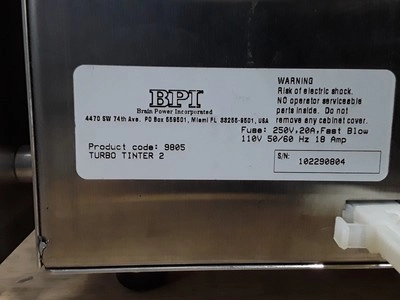 BPI
Brain Power Incorporated
4470 SW 74th Ave. PO Box 559501, Miami FL 33255-9501, USA
WARNING
Risk of electric shock.
NO operator serviceable
parts inside. Do not
remove any cabinet cover.
Fuse: 250V,20A,Fast Blow
110V 50/60 Hz 18 Amp
Product code: 9805
TURBO TINTER 2
S/N:
102290804